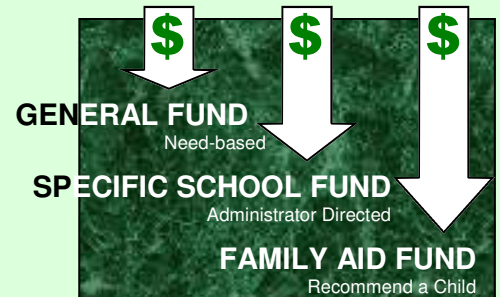 $ $ $
GENERAL FUND
Need-based
SPECIFIC SCHOOL FUND
Administrator Directed
FAMILY AID FUND
Recommend a Child